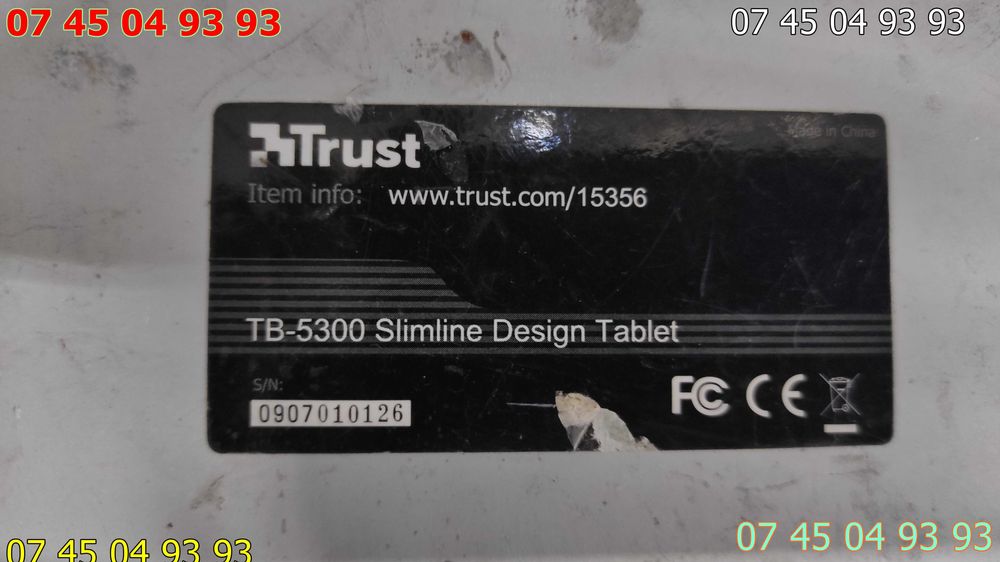 07 45 04 93 93
07 45 04 93 93
Trust
Made in China
Item info: www.trust.com/15356
TB-5300 Slimline Design Tablet
S/N:
0907010126
FC CE
07 45 04 93 93
07 45 04 93 93